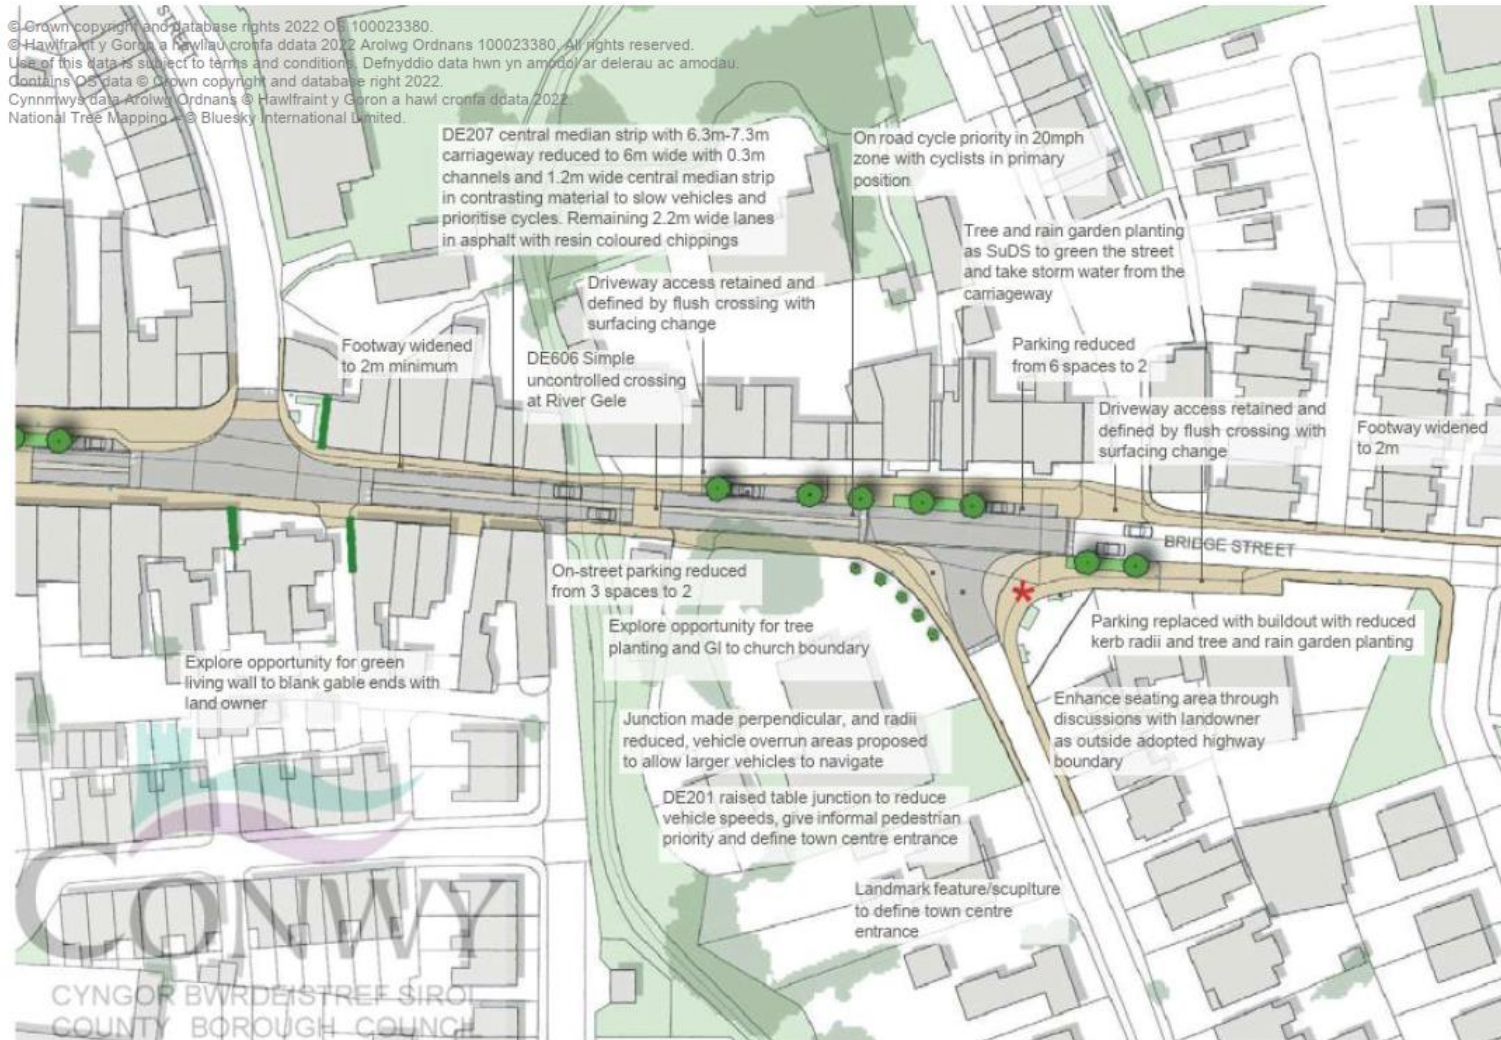 © Crown copyright and database rights 2022 OS 100023380.
© Hawlfraint y Goron a hawliau cronfa ddata 2022 Arolwg Ordnans 100023380. All rights reserved.
Use of this data is subject to terms and conditions. Defnyddio data hwn yn amodol ar delerau ac amodau.
Contains OS data © Crown copyright and database right 2022.
Cynnmwys data Arolwg Ordnans © Hawlfraint y Goron a hawl cronfa ddata 2022.
National Tree Mapping - © Bluesky International Limited.
DE207 central median strip with 6.3m-7.3m
carriageway reduced to 6m wide with 0.3m
channels and 1.2m wide central median strip
in contrasting material to slow vehicles and
prioritise cycles. Remaining 2.2m wide lanes
in asphalt with resin coloured chippings
On road cycle priority in 20mph
zone with cyclists in primary
position
Tree and rain garden planting
as SuDS to green the street
and take storm water from the
carriageway
Driveway access retained and
defined by flush crossing with
surfacing change
Footway widened
to 2m minimum
DE606 Simple
uncontrolled crossing
at River Gele
Parking reduced
from 6 spaces to 2
Driveway access retained and
defined by flush crossing with
surfacing change
Footway widened
to 2m
BRIDGE STREET
On-street parking reduced
from 3 spaces to 2
Explore opportunity for tree
planting and GI to church boundary
Parking replaced with buildout with reduced
kerb radii and tree and rain garden planting
Explore opportunity for green
living wall to blank gable ends with
land owner
Enhance seating area through
discussions with landowner
as outside adopted highway
boundary
Junction made perpendicular, and radii
reduced, vehicle overrun areas proposed
to allow larger vehicles to navigate
DE201 raised table junction to reduce
vehicle speeds, give informal pedestrian
priority and define town centre entrance
Landmark feature/scuplture
to define town centre
entrance
CONWY
CYNGOR BWRDEISTREF SIROL
COUNTY BOROUGH COUNCIL